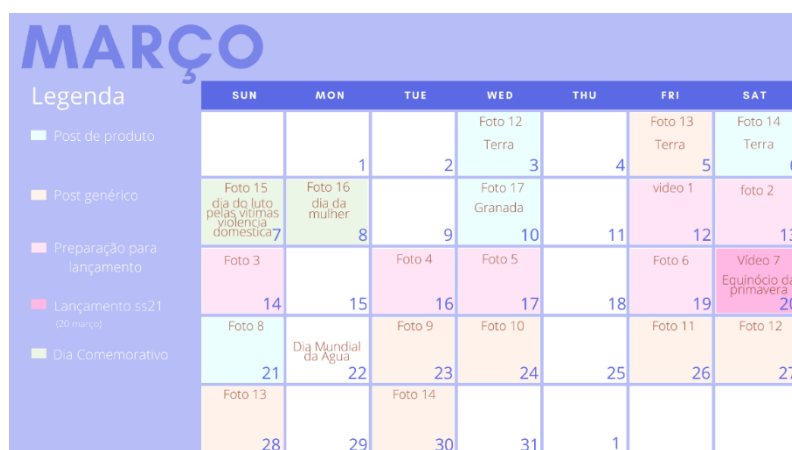 MARÇO
Legenda
Post de produto
Post genérico
Preparação para
lançamento
Lançamento ss21
(20 março)
Dia Comemorativo
SUN MON TUE WED THU FRI SAT
Foto 12 Foto 13 Foto 14
Terra Terra Terra
1 2 3 4 5 6
Foto 15 Foto 16 Foto 17 video 1 foto 2
dia do luto dia da Granada
pelas vitimas mulher
violencia
domestica 7 8 9 10 11 12 13
Foto 3 Foto 4 Foto 5 Foto 6 Vídeo 7
Equinócio da
primavera
14 15 16 17 18 19 20
Foto 8 Foto 9 Foto 10 Foto 11 Foto 12
Dia Mundial
da Água
21 22 23 24 25 26 27
Foto 13 Foto 14
28 29 30 31 1